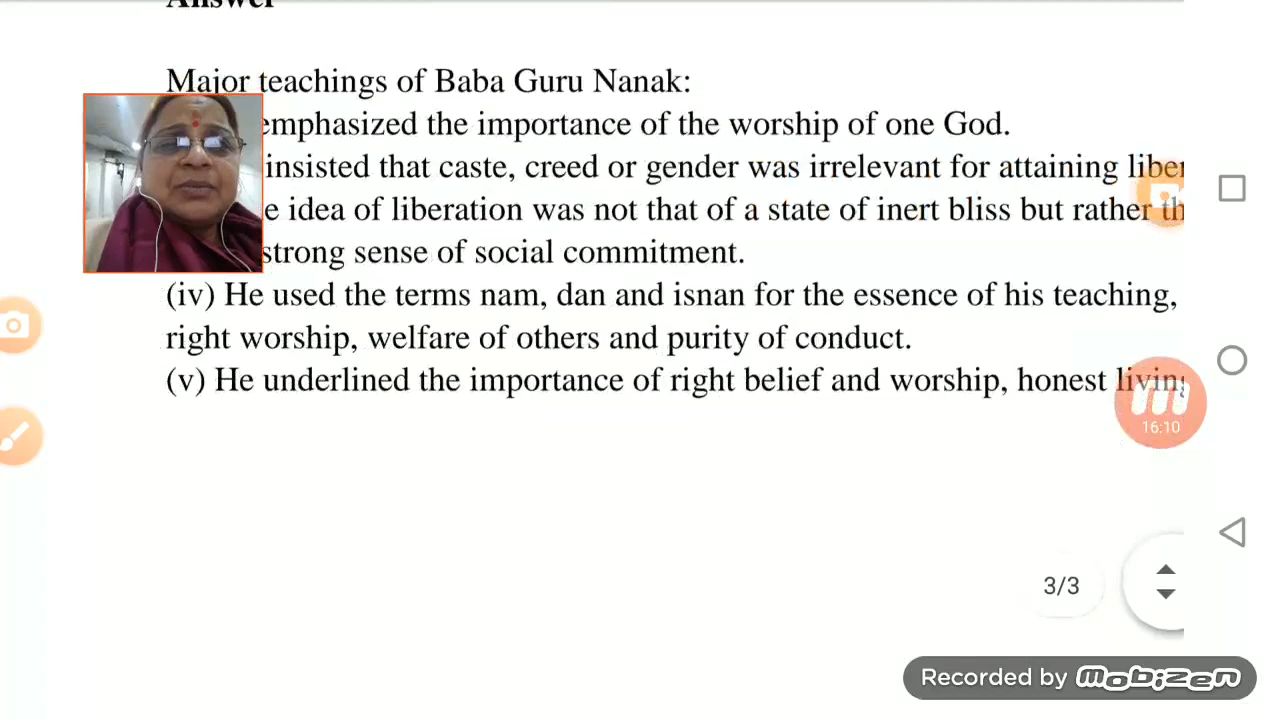 Answer
Major teachings of Baba Guru Nanak:
emphasized the importance of the worship of one God.
insisted that caste, creed or gender was irrelevant for attaining liber
e idea of liberation was not that of a state of inert bliss but rather th
strong sense of social commitment.
(iv) He used the terms nam, dan and isnan for the essence of his teaching,
right worship, welfare of others and purity of conduct.
(v) He underlined the importance of right belief and worship, honest living
16:10
3/3
Recorded by Mobizen